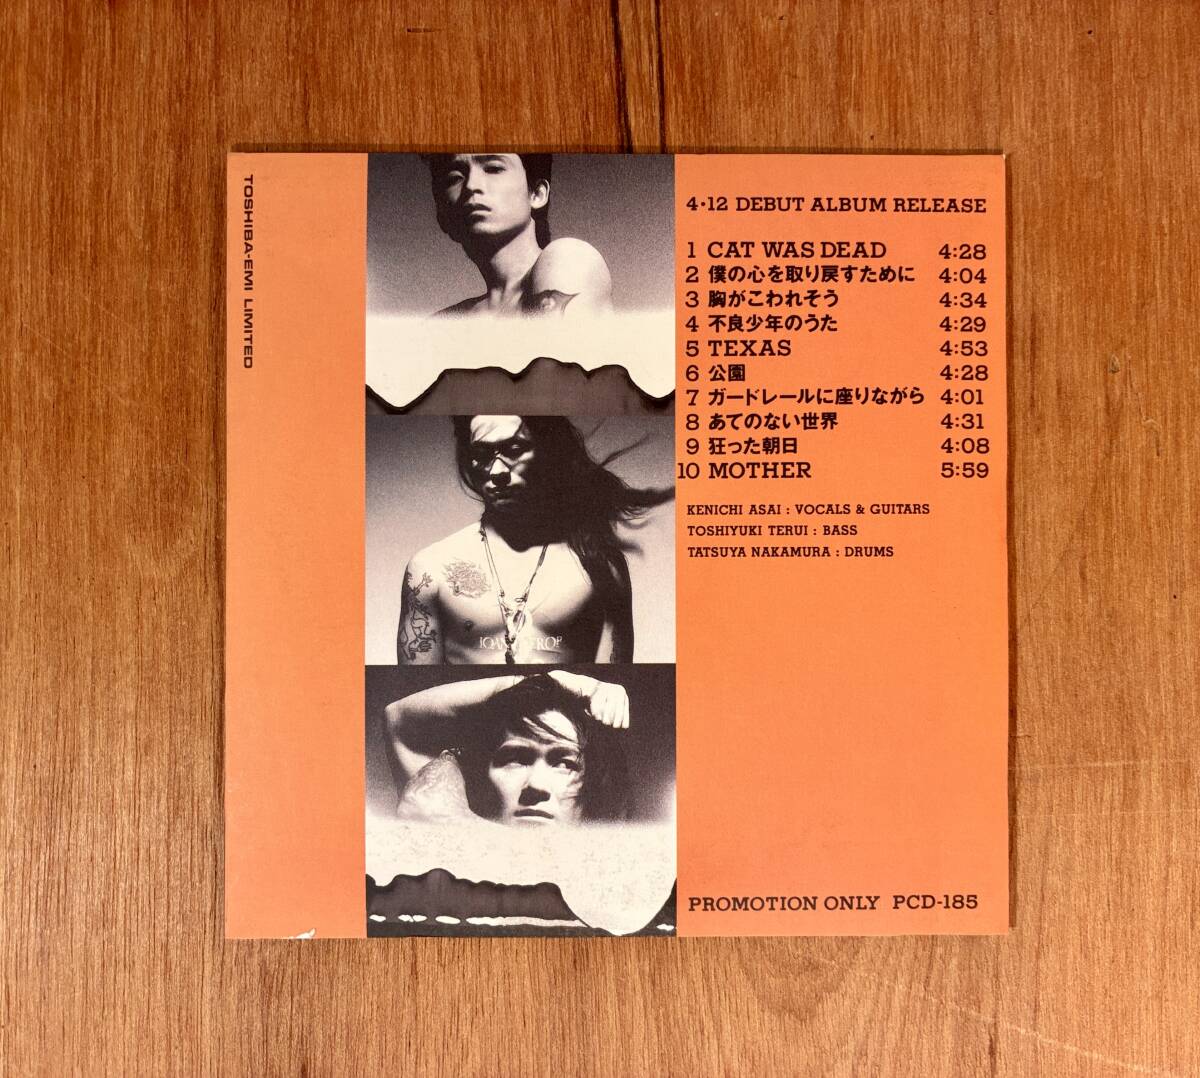 TOSHIBA-EMI LIMITED
4・12 DEBUT ALBUM RELEASE
1 CAT WAS DEAD 4:28
2 僕の心を取り戻すために 4:04
3 胸がこわれそう 4:34
4 不良少年のうた 4:29
5 TEXAS 4:53
6 公園 4:28
7 ガードレールに座りながら 4:01
8 あてのない世界 4:31
9 狂った朝日 4:08
10 MOTHER 5:59
KENICHI ASAI : VOCALS & GUITARS
TOSHIYUKI TERUI : BASS
TATSUYA NAKAMURA : DRUMS
PROMOTION ONLY PCD-185